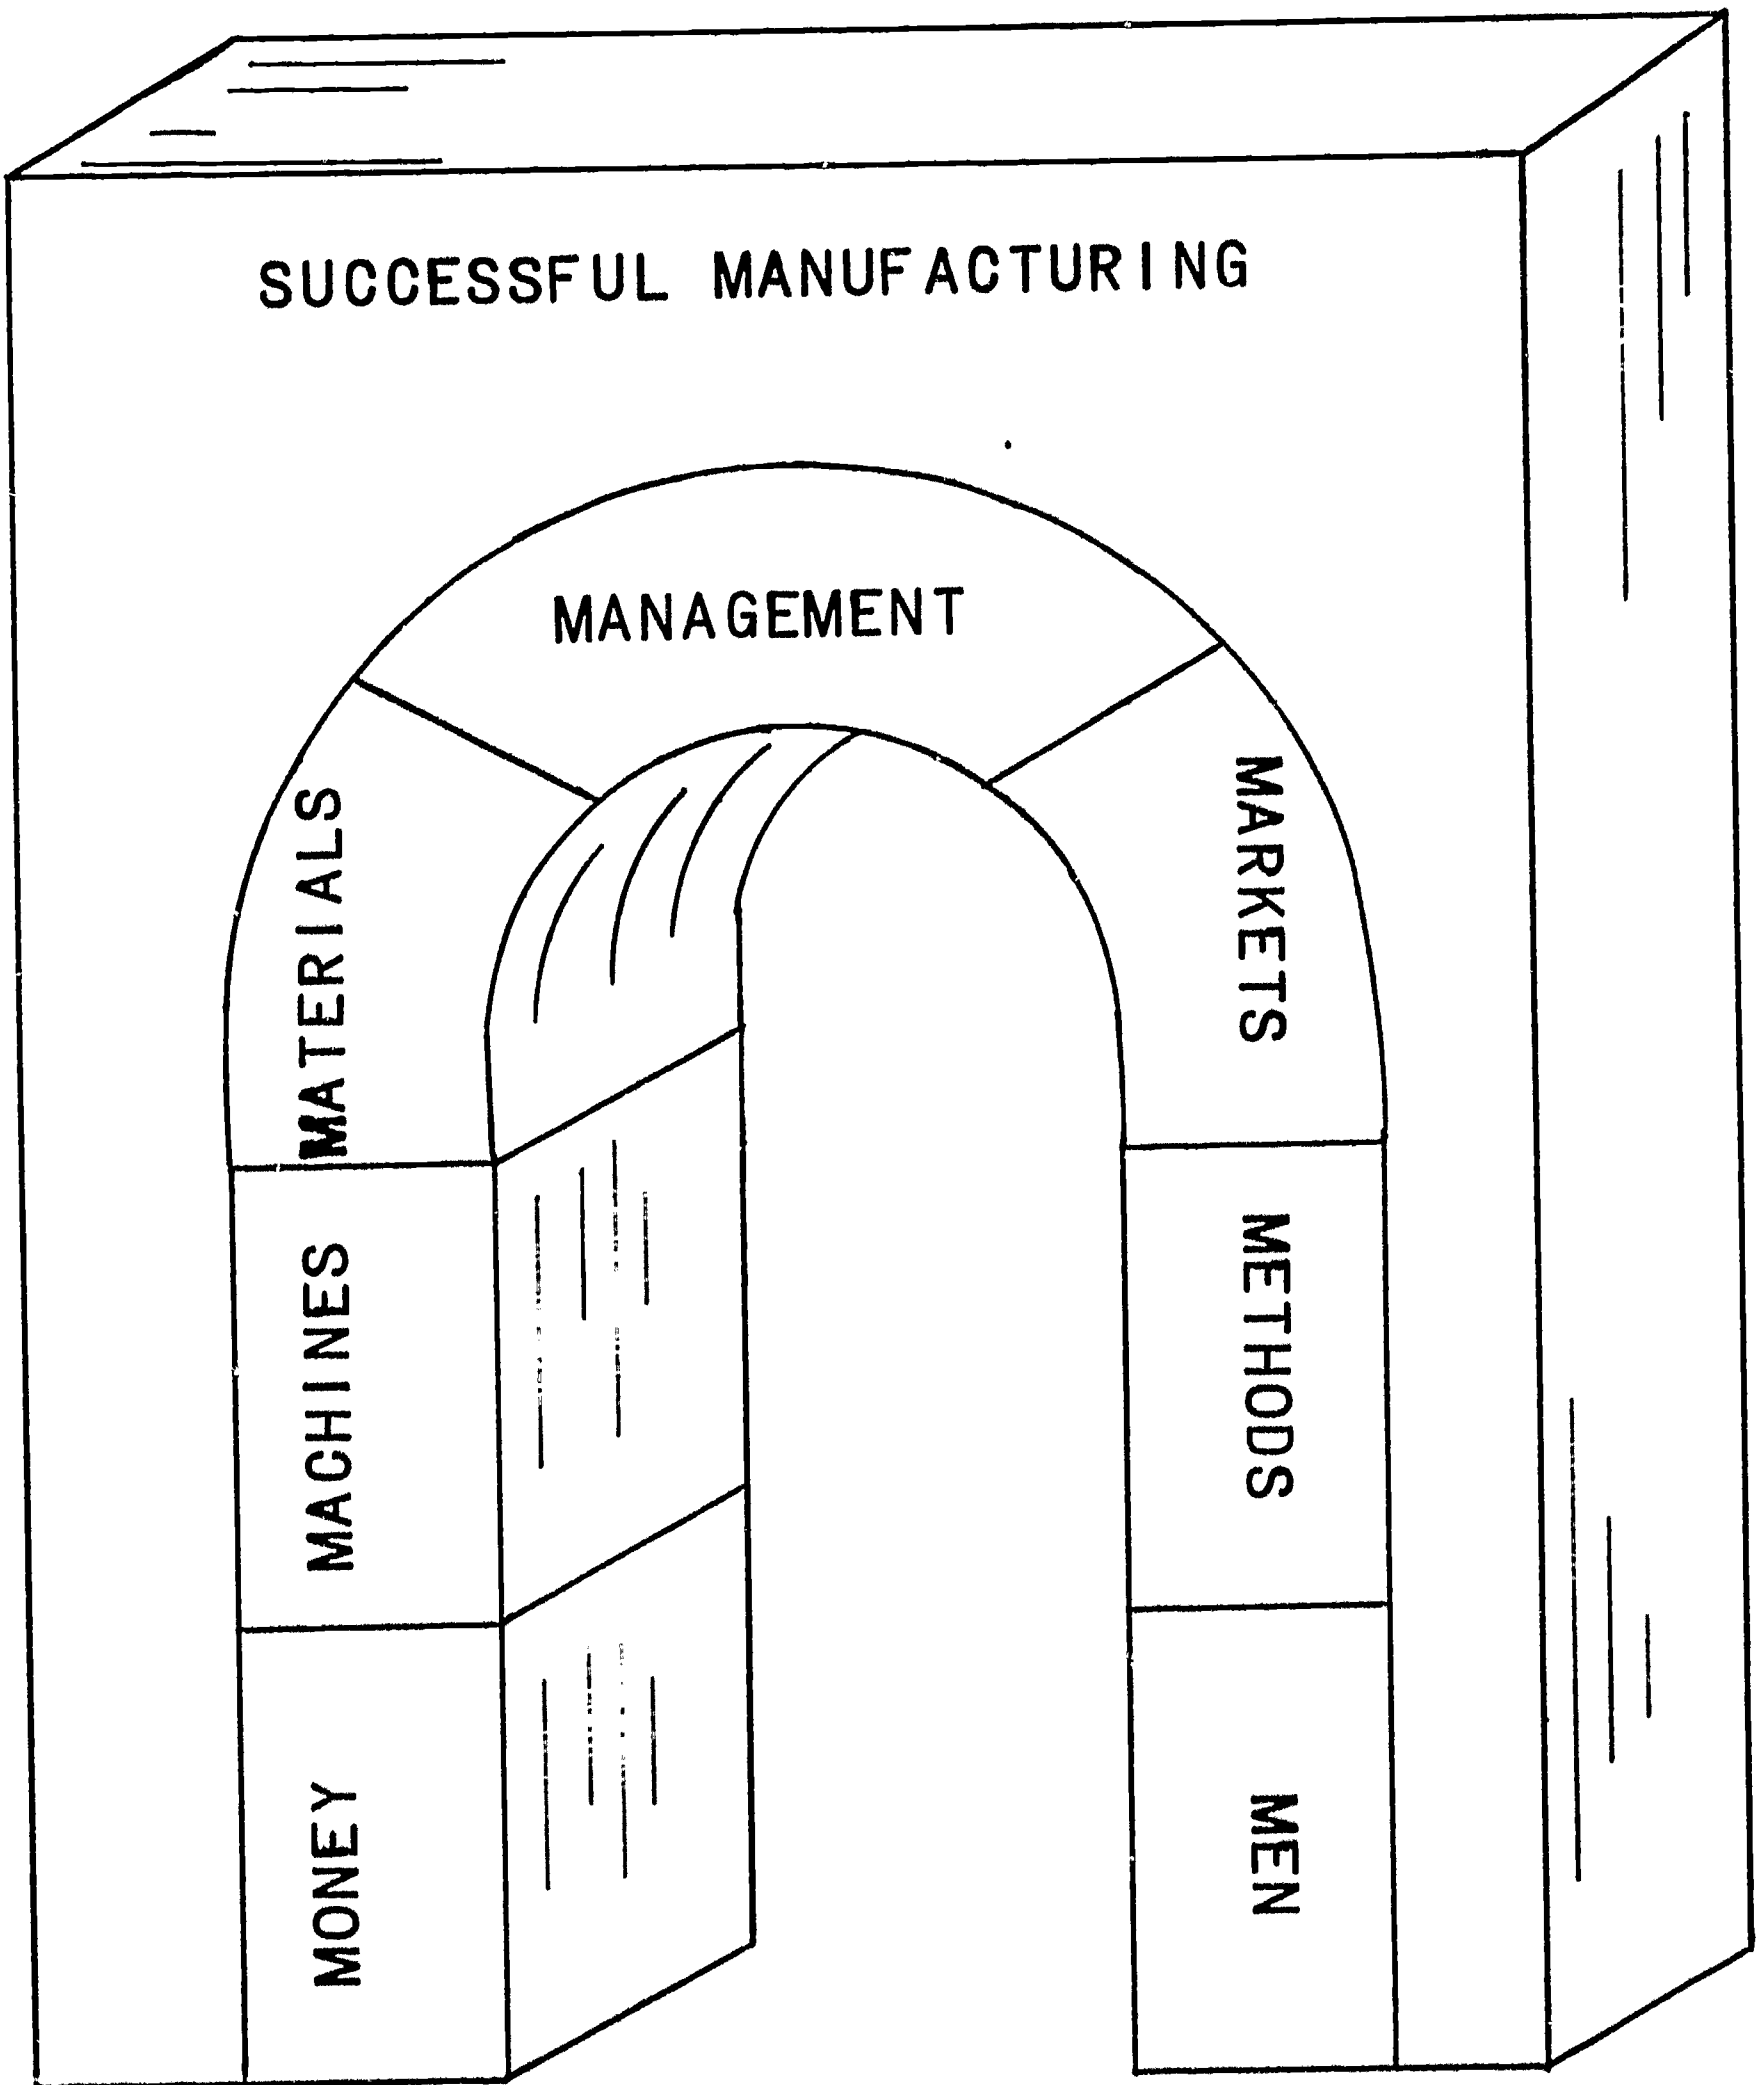 SUCCESSFUL MANUFACTURING
MANAGEMENT
MATERIALS
MARKETS
MACHINES
METHODS
MONEY
MEN